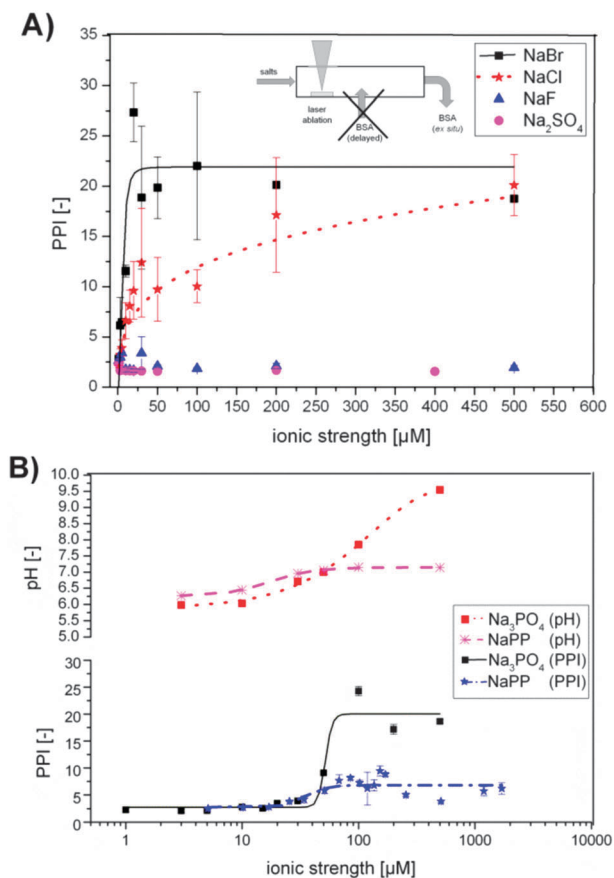 A)
35
30
25
20
15
10
5
0
PPI [-]
0 50 100 150 200 250 300 350 400 450 500 550 600
ionic strength [µM]
salts
laser
ablation
BSA
(delayed)
BSA
(ex situ)
NaBr
NaCl
NaF
Na₂SO₄
B)
10.0
9.5
9.0
8.5
8.0
7.5
7.0
6.5
6.0
5.5
5.0
pH [-]
Na₃PO₄ (pH)
NaPP (pH)
Na₃PO₄ (PPI)
NaPP (PPI)
30
25
20
15
10
5
0
PPI [-]
1 10 100 1000 10000
ionic strength [µM]